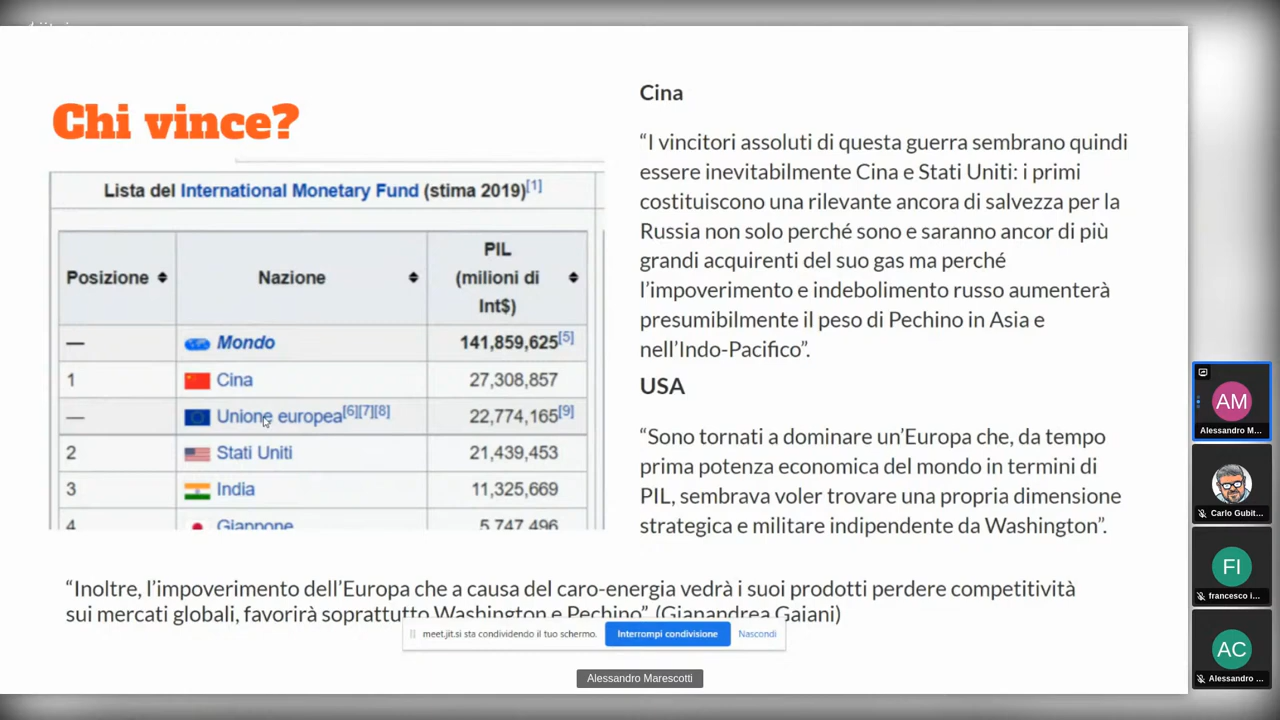 Chi vince?
Lista del International Monetary Fund (stima 2019)[1]
Posizione Nazione PIL (milioni di Int$)
— Mondo 141,859,625[5]
1 Cina 27,308,857
— Unione europea[6][7][8] 22,774,165[9]
2 Stati Uniti 21,439,453
3 India 11,325,669
4 Giappone 5,747,496
Cina
“I vincitori assoluti di questa guerra sembrano quindi
essere inevitabilmente Cina e Stati Uniti: i primi
costituiscono una rilevante ancora di salvezza per la
Russia non solo perché sono e saranno ancor di più
grandi acquirenti del suo gas ma perché
l’impoverimento e indebolimento russo aumenterà
presumibilmente il peso di Pechino in Asia e
nell’Indo-Pacifico”.
USA
“Sono tornati a dominare un’Europa che, da tempo
prima potenza economica del mondo in termini di
PIL, sembrava voler trovare una propria dimensione
strategica e militare indipendente da Washington”.
“Inoltre, l’impoverimento dell’Europa che a causa del caro-energia vedrà i suoi prodotti perdere competitività
sui mercati globali, favorirà soprattutto Washington e Pechino”. (Gianandrea Gaiani)
meet.jit.si sta condividendo il tuo schermo. Interrompi condivisione Nascondi
Alessandro Marescotti
AM
Alessandro M...
Carlo Gubit...
FI
francesco i...
AC
Alessandro ...